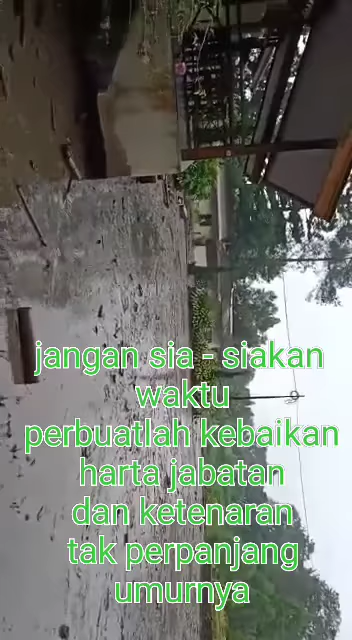 jangan sia - siakan
waktu
perbuatlah kebaikan
harta jabatan
dan ketenaran
tak perpanjang
umurnya